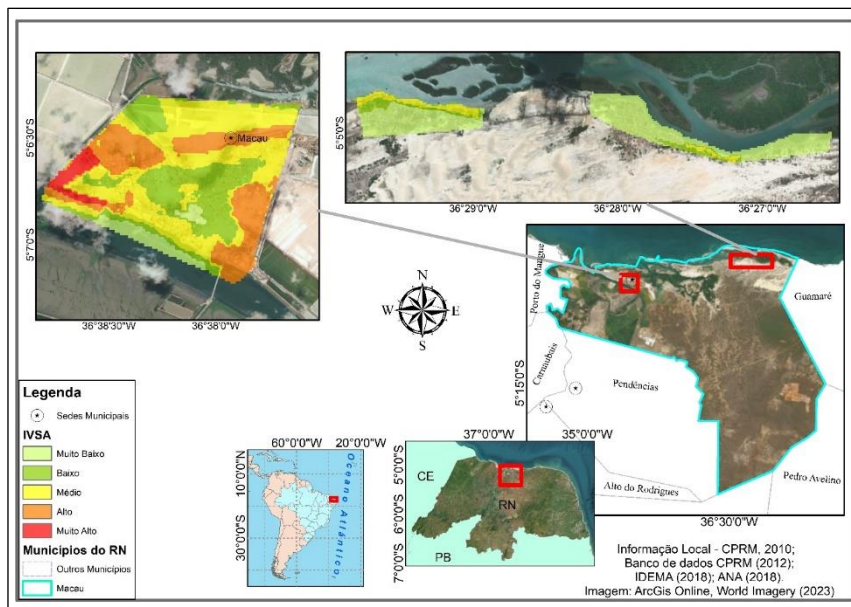 5°6'30"S
5°7'0"S
Macau
36°38'30"W
36°38'0"W
5°5'0"S
36°29'0"W
36°28'0"W
36°27'0"W
N
W
E
S
Porto do Mangue
Guamaré
Carnaubais
Pendências
5°15'0"S
Alto do Rodrigues
Pedro Avelino
36°30'0"W
Legenda
Sedes Municipais
IVSA
Muito Baixo
Baixo
Médio
Alto
Muito Alto
Municípios do RN
Outros Municípios
Macau
60°0'0"W
20°0'0"W
10°0'0"N
10°0'0"S
30°0'0"S
Oceano Atlântico
37°0'0"W
35°0'0"W
5°0'0"S
6°0'0"S
7°0'0"S
CE
RN
PB
Informação Local - CPRM, 2010;
Banco de dados CPRM (2012);
IDEMA (2018); ANA (2018).
Imagem: ArcGis Online, World Imagery (2023)